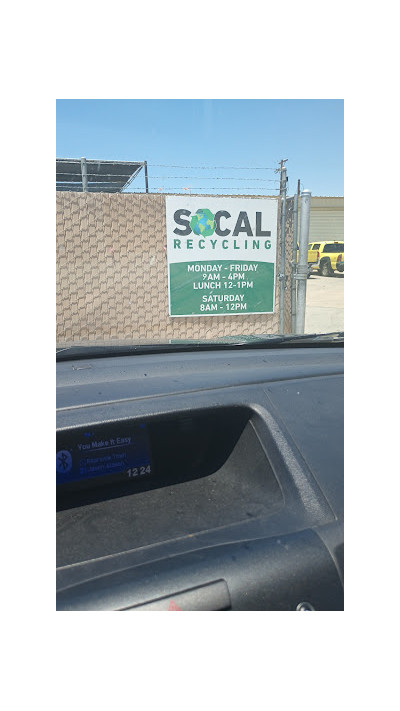 SOCAL
RECYCLING
MONDAY - FRIDAY
9AM - 4PM
LUNCH 12-1PM
SATURDAY
8AM - 12PM
You Make It Easy
12:24